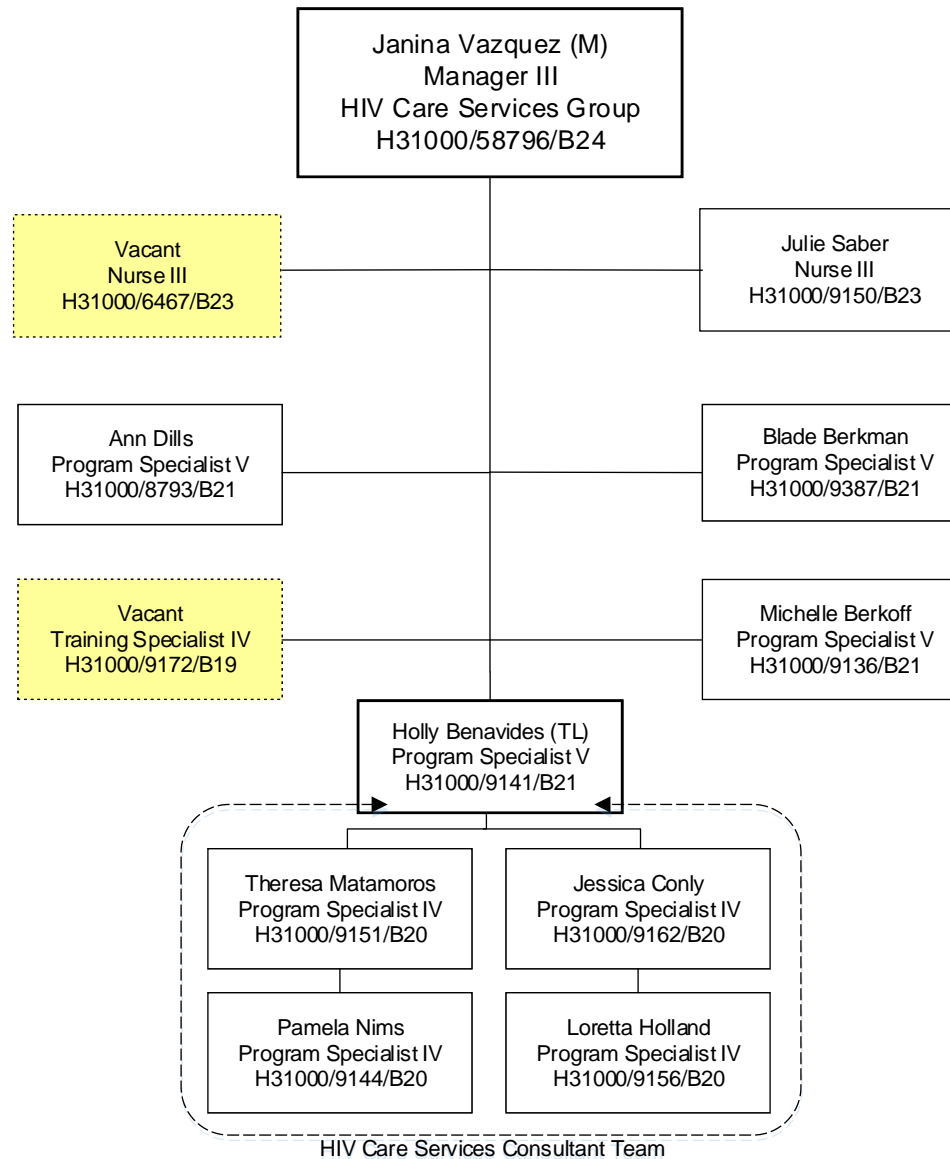 Janina Vazquez (M)
Manager III
HIV Care Services Group
H31000/58796/B24
Vacant
Nurse III
H31000/6467/B23
Julie Saber
Nurse III
H31000/9150/B23
Ann Dills
Program Specialist V
H31000/8793/B21
Blade Berkman
Program Specialist V
H31000/9387/B21
Vacant
Training Specialist IV
H31000/9172/B19
Michelle Berkoff
Program Specialist V
H31000/9136/B21
Holly Benavides (TL)
Program Specialist V
H31000/9141/B21
Theresa Matamoros
Program Specialist IV
H31000/9151/B20
Jessica Conly
Program Specialist IV
H31000/9162/B20
Pamela Nims
Program Specialist IV
H31000/9144/B20
Loretta Holland
Program Specialist IV
H31000/9156/B20
HIV Care Services Consultant Team